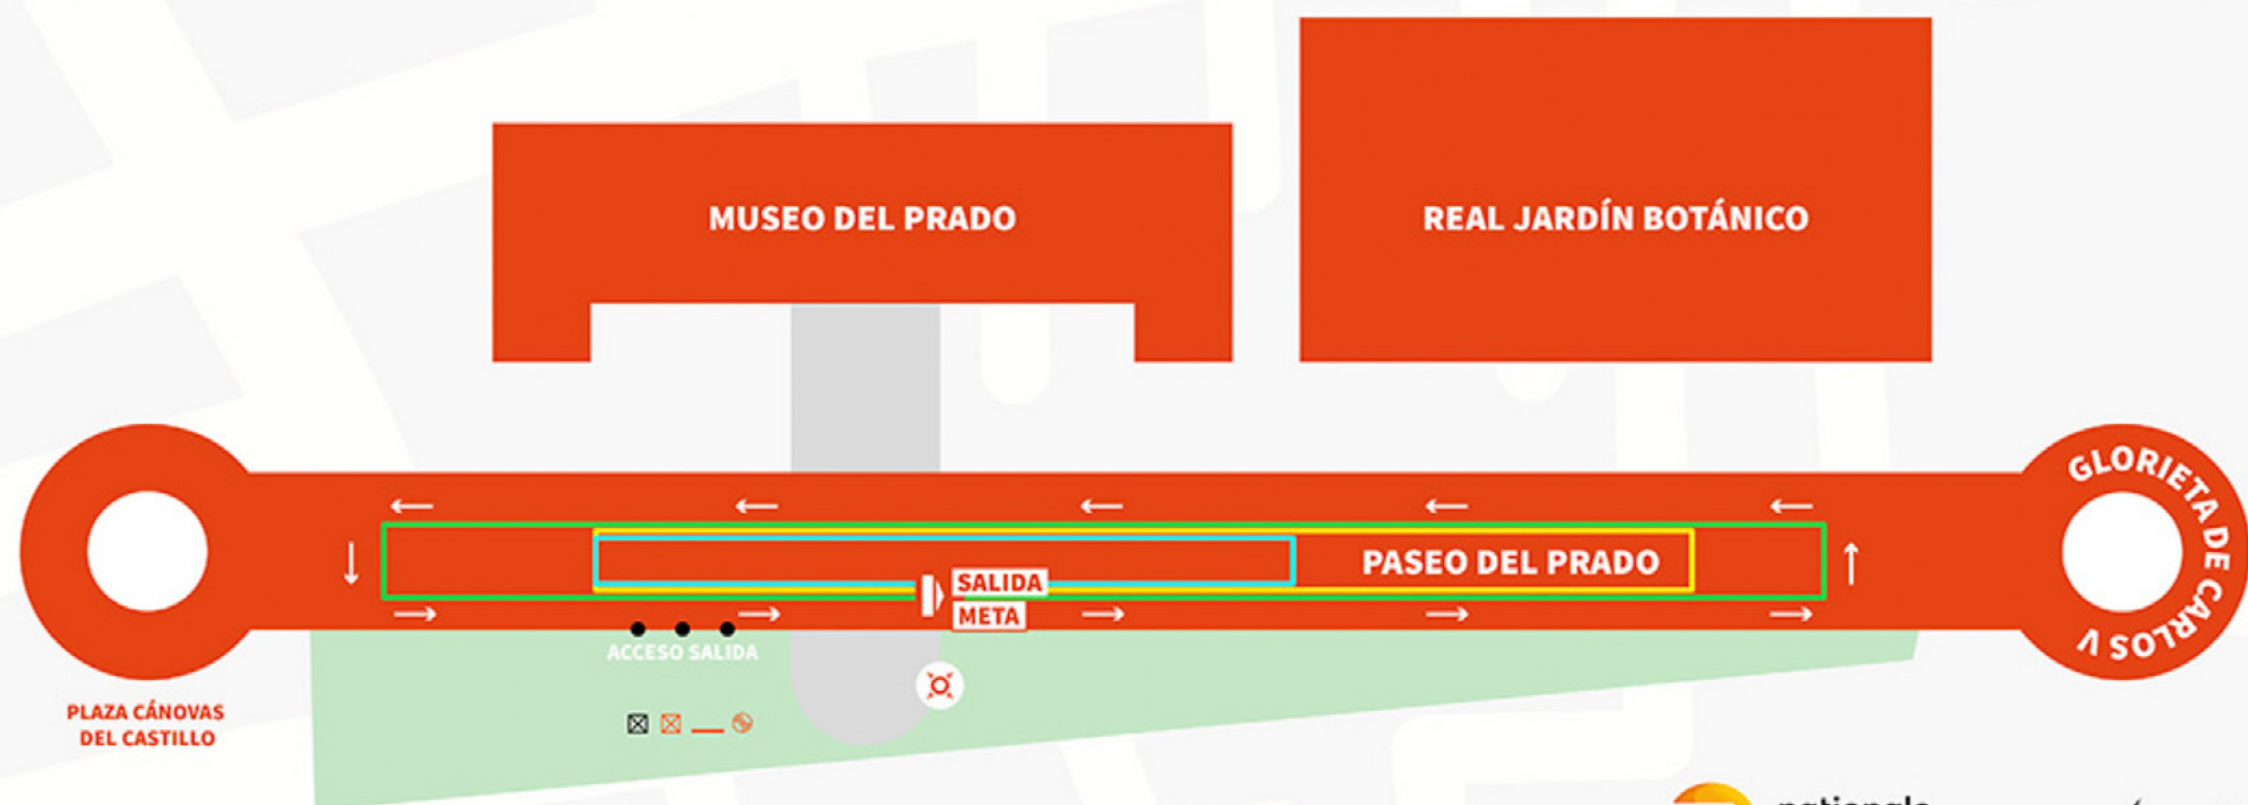 MUSEO DEL PRADO
REAL JARDÍN BOTÁNICO
GLORIETA DE CARLOS V
PASEO DEL PRADO
SALIDA
META
ACCESO SALIDA
PLAZA CÁNOVAS
DEL CASTILLO